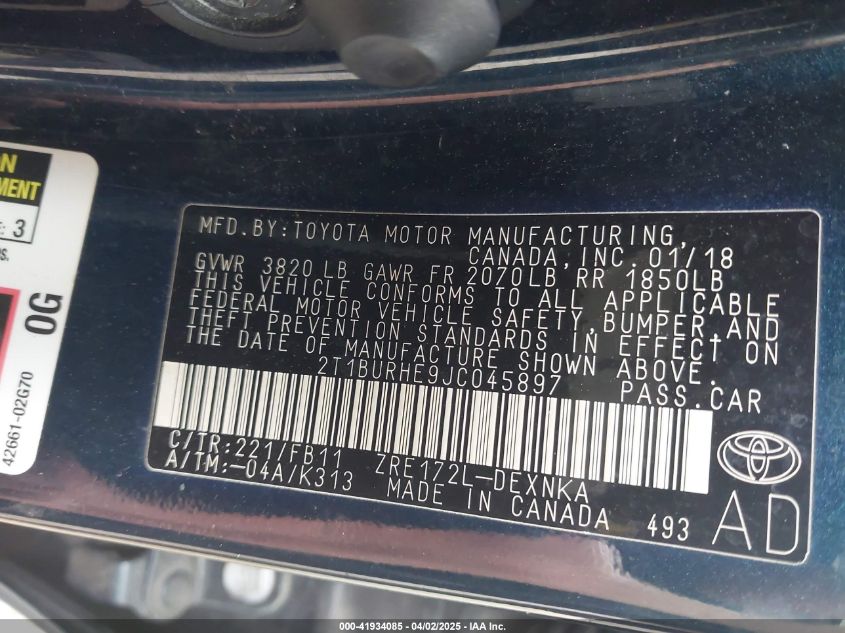 ON
MENT
E: 3
RS.
0G
42661-02G70
MFD. BY: TOYOTA MOTOR MANUFACTURING,
CANADA, INC. 01/18
GVWR 3820 LB GAWR FR 2070LB RR 1850LB
THIS VEHICLE CONFORMS TO ALL APPLICABLE
FEDERAL MOTOR VEHICLE SAFETY, BUMPER, AND
THEFT PREVENTION STANDARDS IN EFFECT ON
THE DATE OF MANUFACTURE SHOWN ABOVE.
2T1BURHE9JC045897 PASS. CAR
C/TR: 221/FB11 ZRE172L-DEXNKA
A/TM: -04A/K313 MADE IN CANADA 493
AD
000-41934085 - 04/02/2025 - IAA Inc.